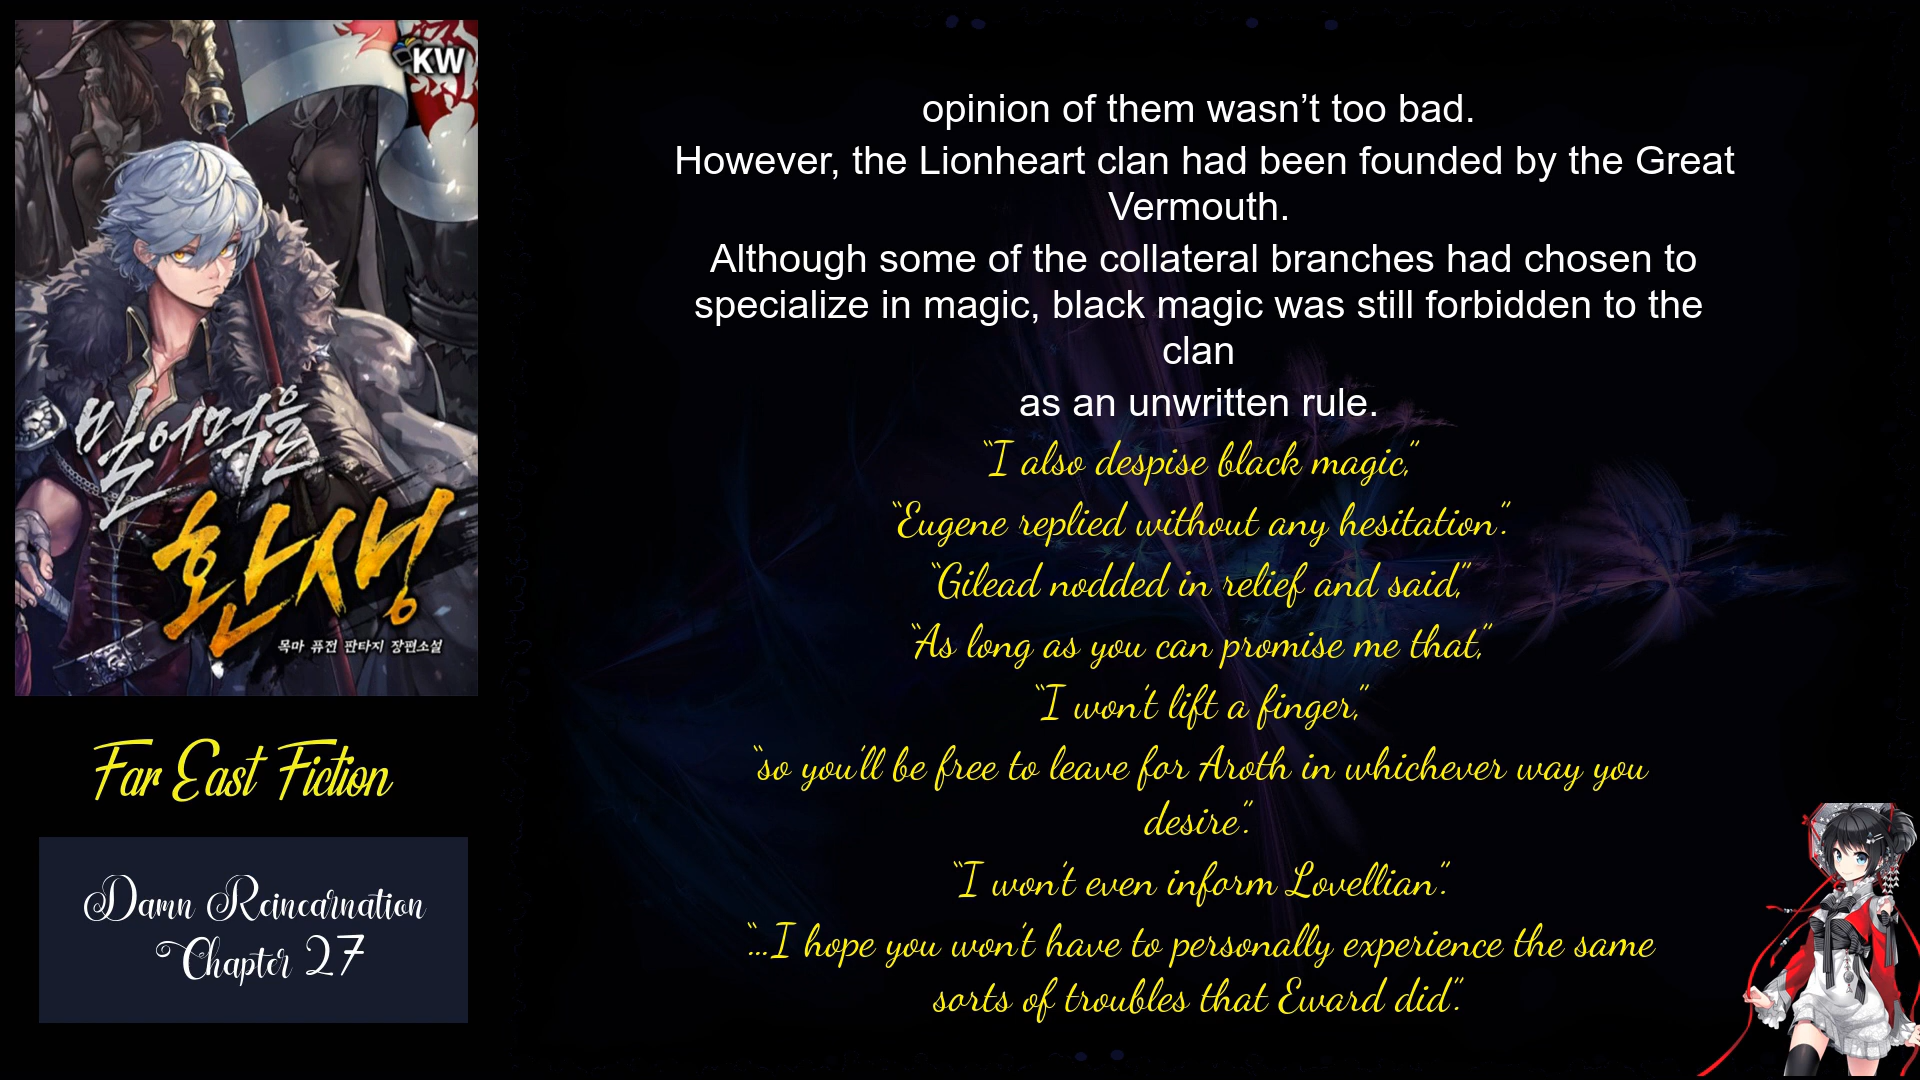 KW
빌어먹을
환생
목마 퓨전 판타지 장편소설
Far East Fiction
Damn Reincarnation
Chapter 27
opinion of them wasn’t too bad.
However, the Lionheart clan had been founded by the Great
Vermouth.
Although some of the collateral branches had chosen to
specialize in magic, black magic was still forbidden to the
clan
as an unwritten rule.
“I also despise black magic,”
“Eugene replied without any hesitation”.
“Gilead nodded in relief and said,”
“As long as you can promise me that,”
“I won’t lift a finger,”
“so you’ll be free to leave for Aroth in whichever way you
desire”.
“I won’t even inform Lovellian”.
“…I hope you won’t have to personally experience the same
sorts of troubles that Eward did”.